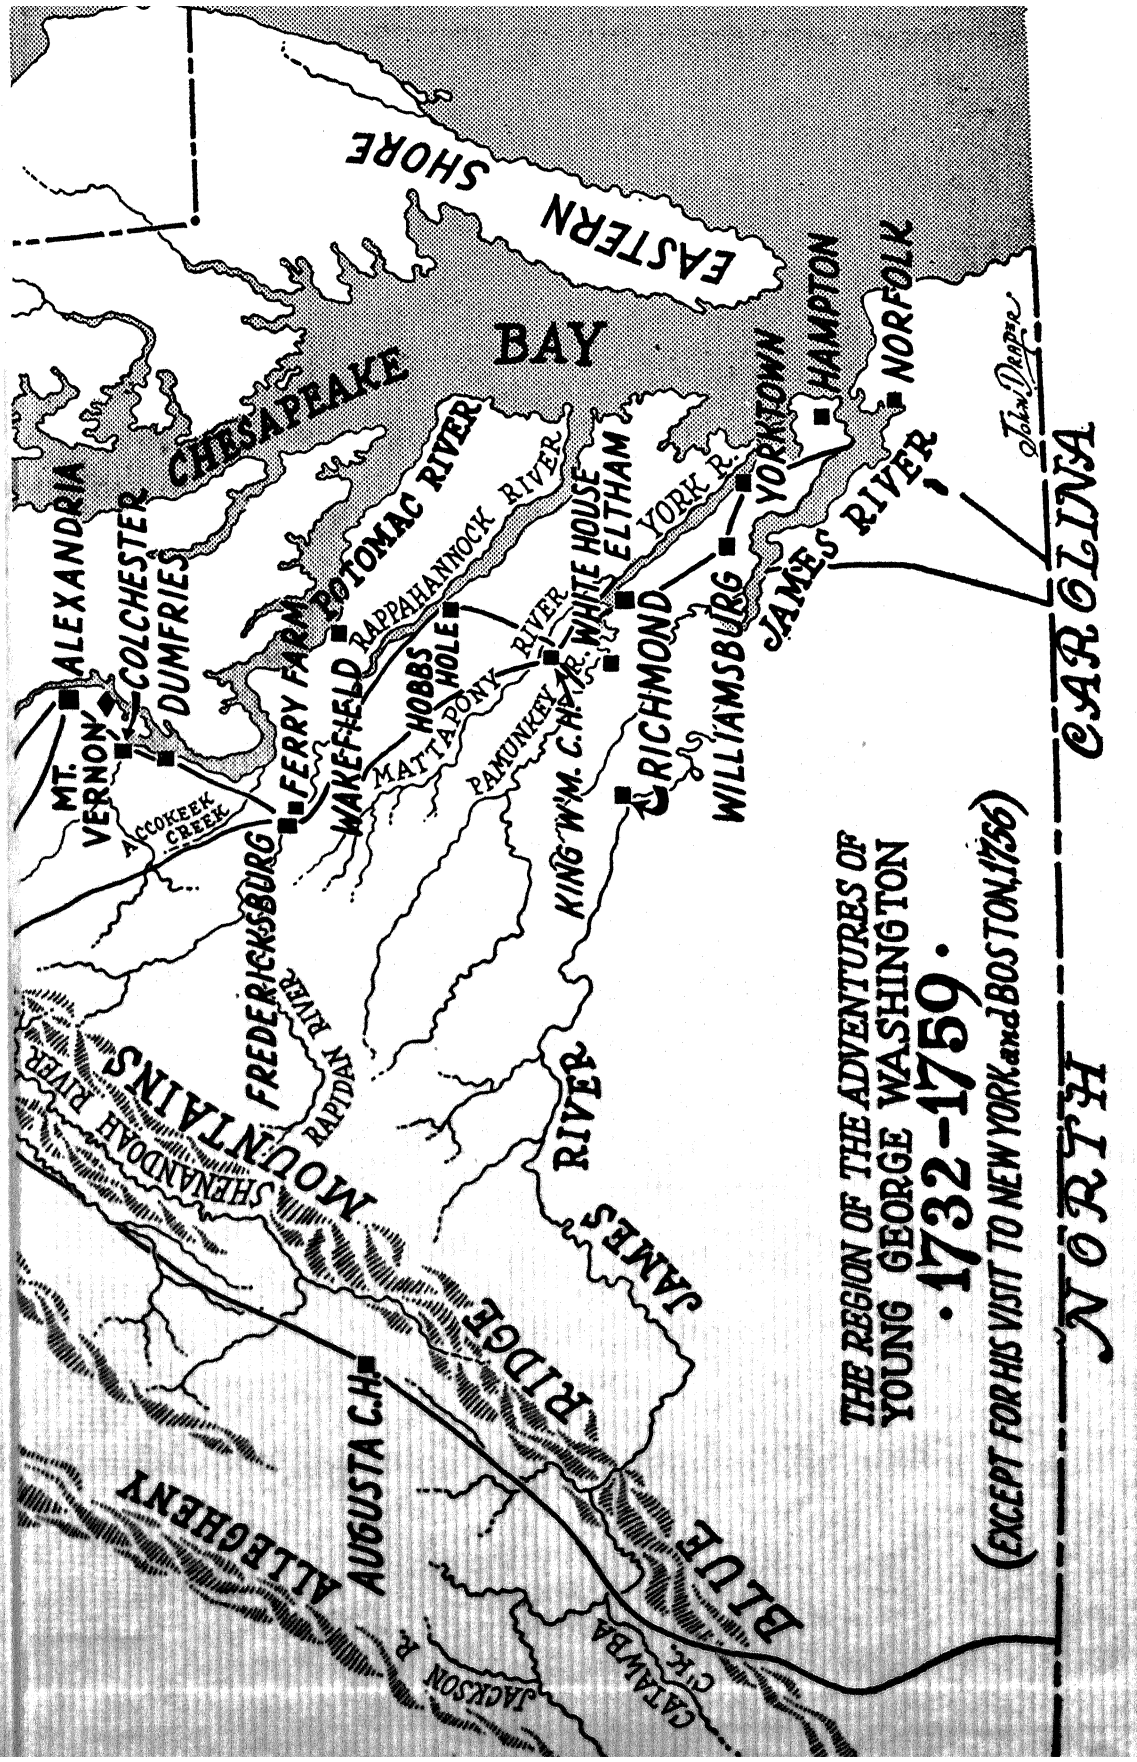 ALEXANDRIA
MT.
VERNON
COLCHESTER
DUMFRIES
ACCOKEEK
CREEK
CHESAPEAKE
BAY
EASTERN
SHORE
POTOMAC RIVER
FERRY FARM
FREDERICKSBURG
WAKEFIELD
RAPPAHANNOCK RIVER
HOBBS
HOLE
MATTAPONY RIVER
PAMUNKEY R.
KING W'M. C.H.
WHITE HOUSE
ELTHAM
YORK R.
RICHMOND
WILLIAMSBURG
YORKTOWN
HAMPTON
NORFOLK
JAMES RIVER
RAPIDAN RIVER
SHENANDOAH RIVER
BLUE RIDGE MOUNTAINS
JAMES RIVER
ALLEGHENY
AUGUSTA C.H.
JACKSON R.
CATAWBA
C'K.
THE REGION OF THE ADVENTURES OF
YOUNG GEORGE WASHINGTON
·1732-1759·
(EXCEPT FOR HIS VISIT TO NEW YORK and BOSTON, 1756)
John Draper
NORTH CAROLINA